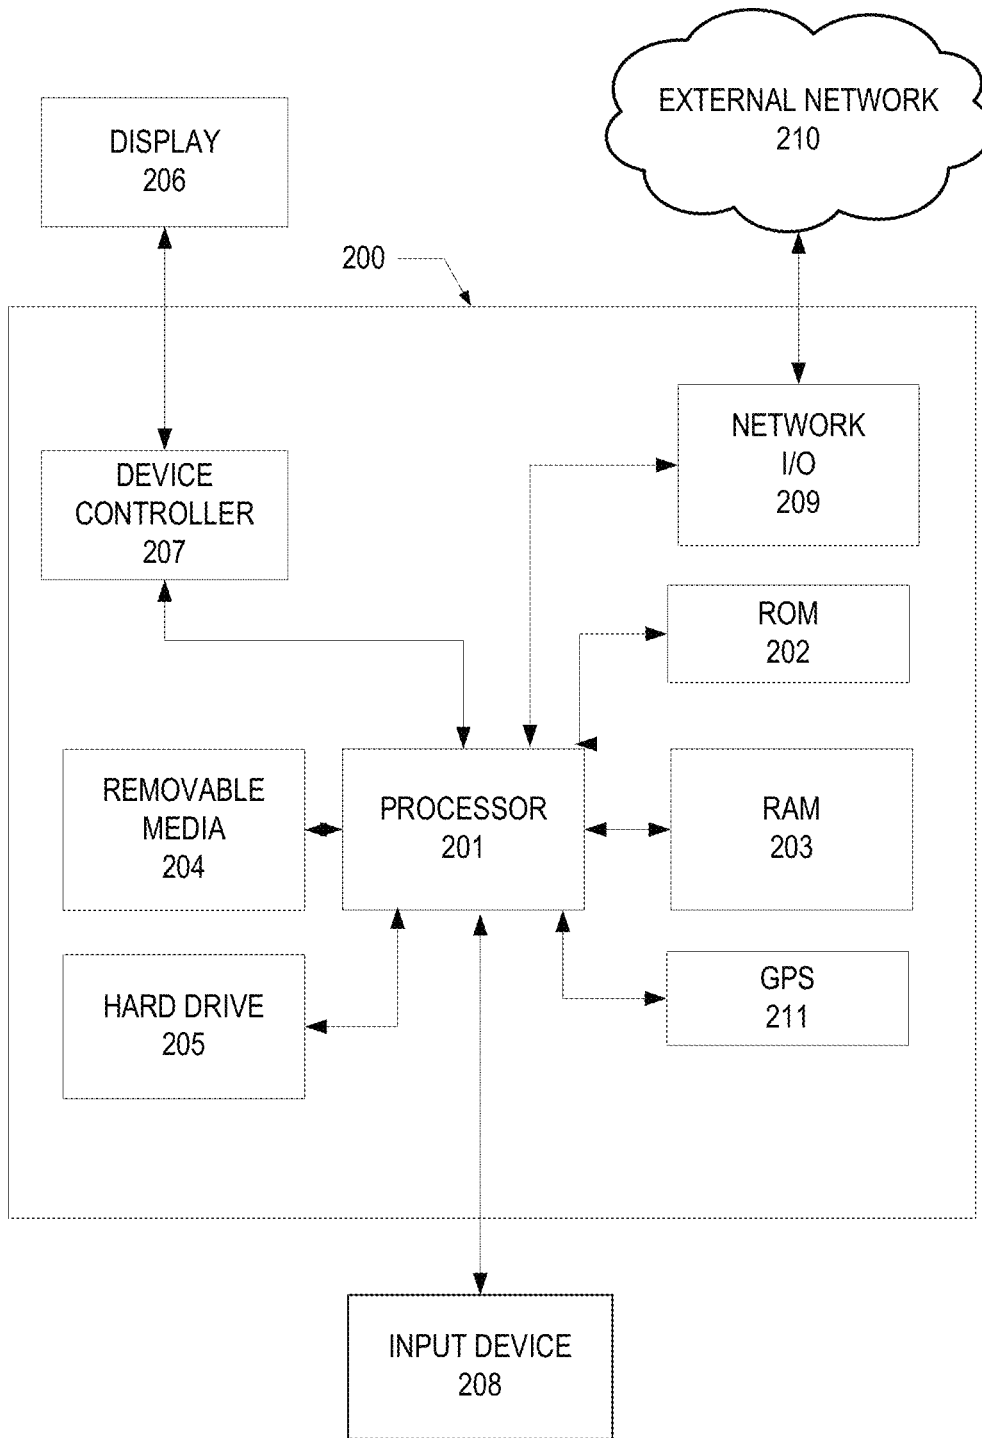 EXTERNAL NETWORK
210
DISPLAY
206
200
NETWORK
I/O
209
DEVICE
CONTROLLER
207
ROM
202
REMOVABLE
MEDIA
204
PROCESSOR
201
RAM
203
HARD DRIVE
205
GPS
211
INPUT DEVICE
208